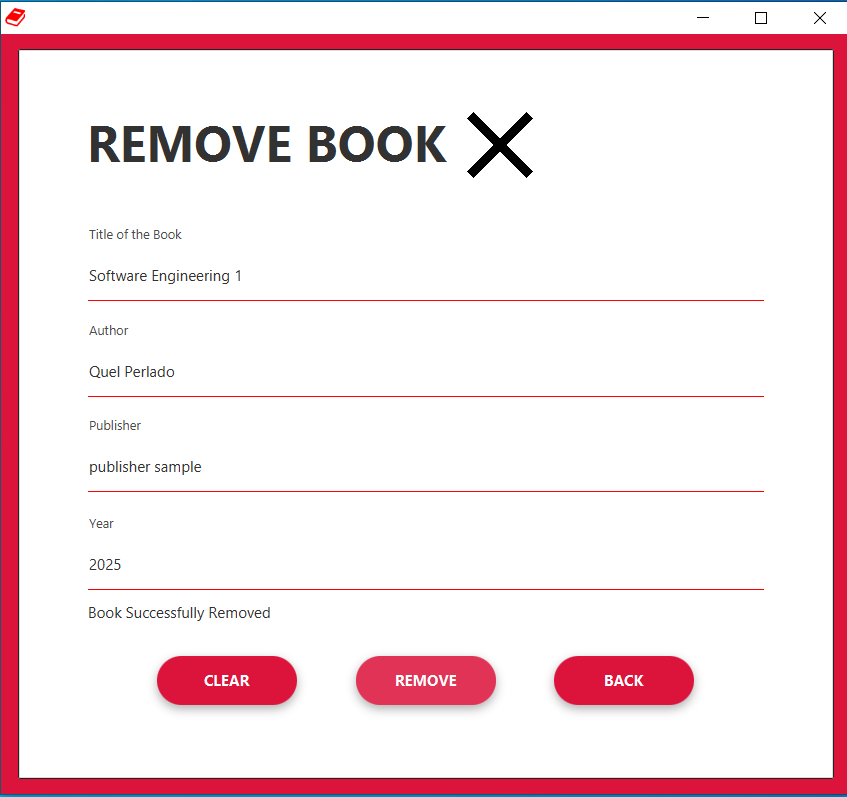 REMOVE BOOK
Title of the Book
Software Engineering 1
Author
Quel Perlado
Publisher
publisher sample
Year
2025
Book Successfully Removed
CLEAR
REMOVE
BACK